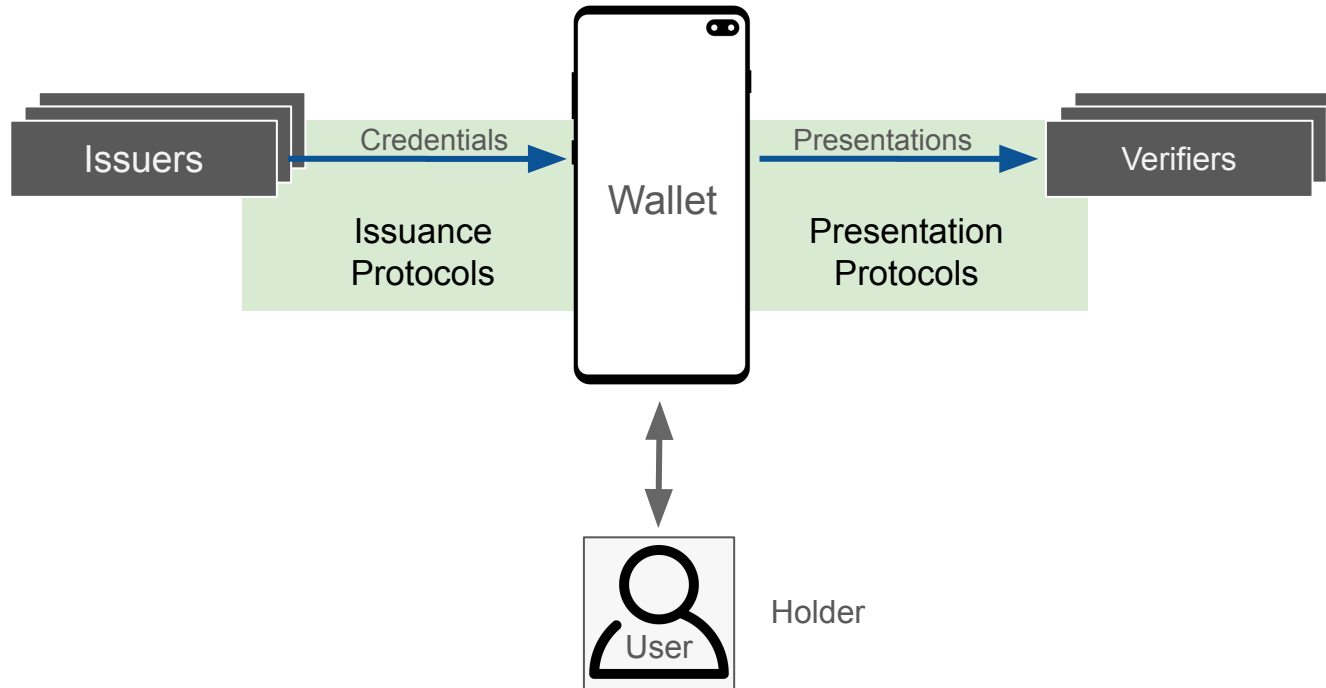 Issuers
Credentials
Issuance
Protocols
Wallet
Presentations
Presentation
Protocols
Verifiers
User
Holder